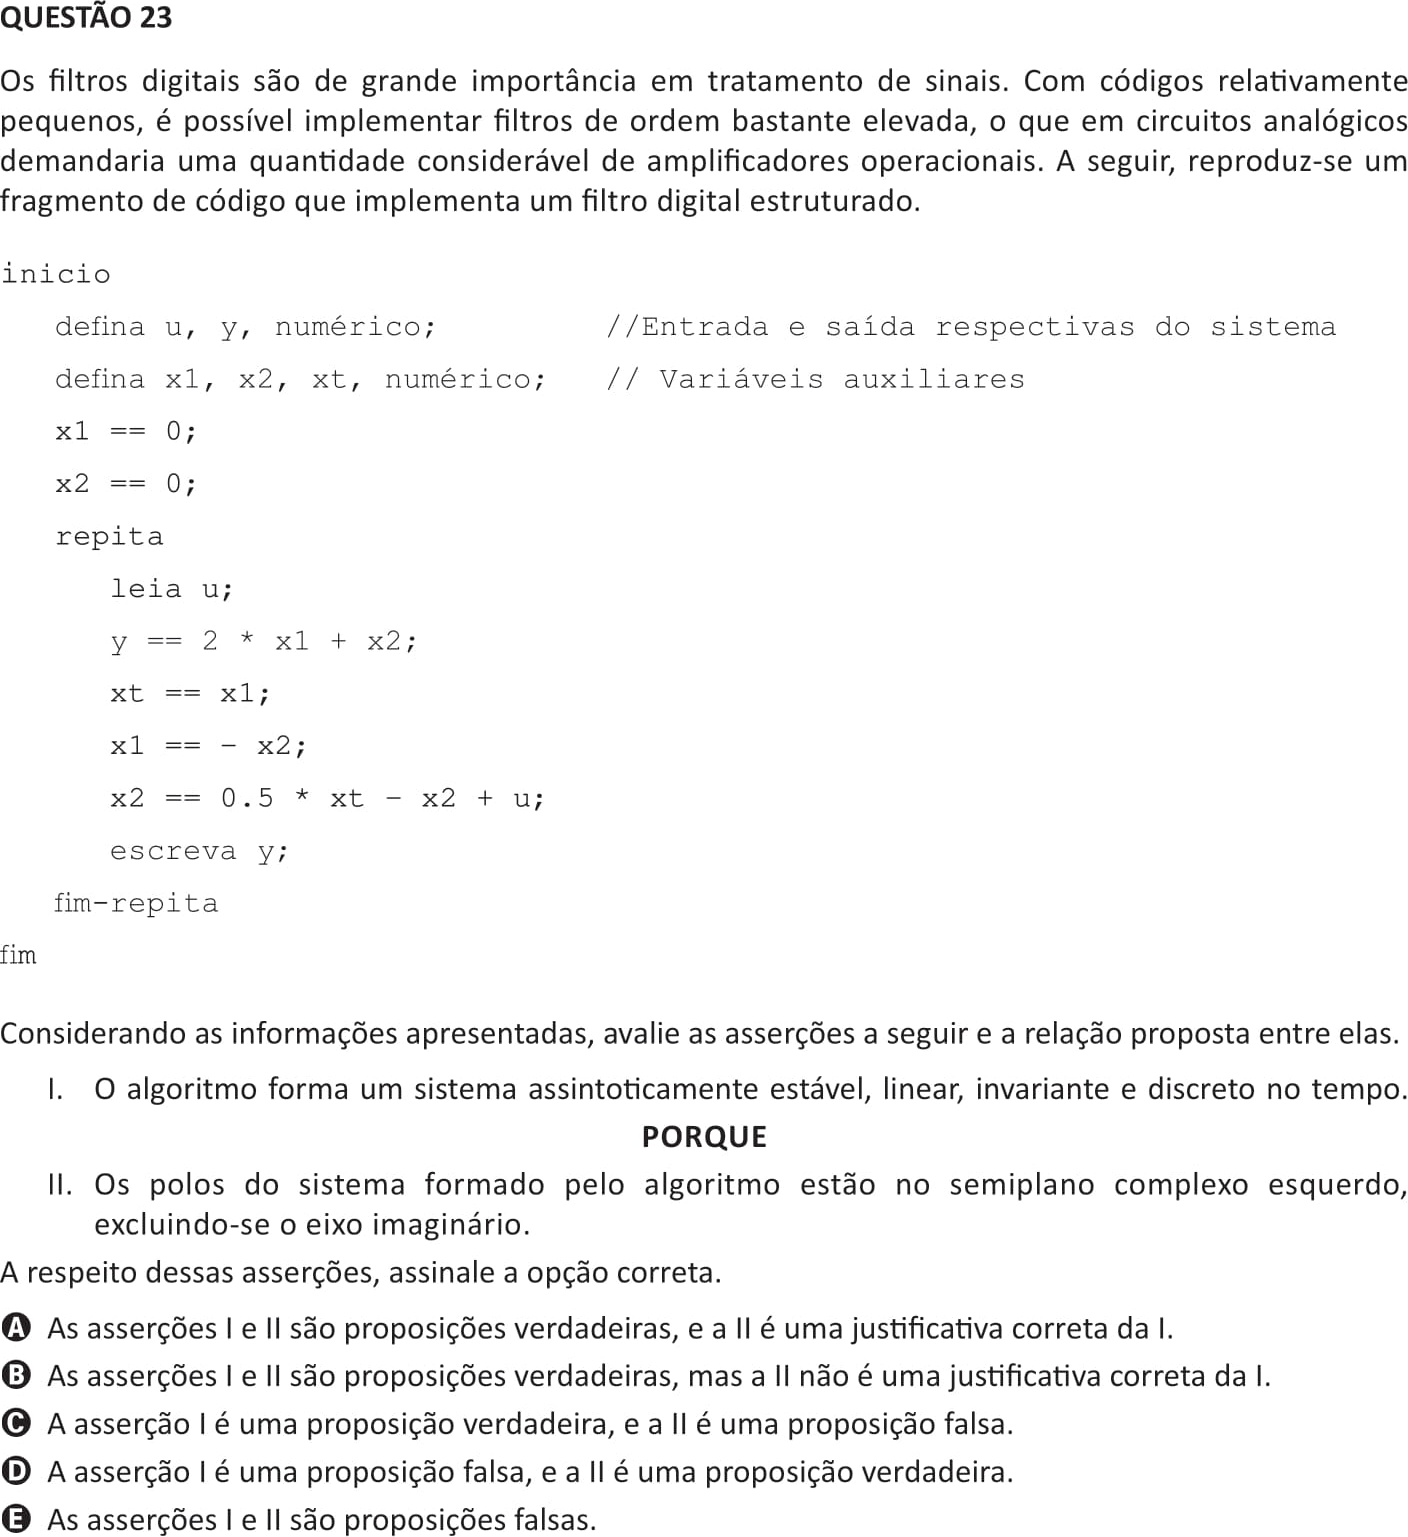 QUESTÃO 23
Os filtros digitais são de grande importância em tratamento de sinais. Com códigos relativamente
pequenos, é possível implementar filtros de ordem bastante elevada, o que em circuitos analógicos
demandaria uma quantidade considerável de amplificadores operacionais. A seguir, reproduz-se um
fragmento de código que implementa um filtro digital estruturado.
inicio
defina u, y, numérico; //Entrada e saída respectivas do sistema
defina x1, x2, xt, numérico; // Variáveis auxiliares
x1 == 0;
x2 == 0;
repita
leia u;
y == 2 * x1 + x2;
xt == x1;
x1 == - x2;
x2 == 0.5 * xt - x2 + u;
escreva y;
fim-repita
fim
Considerando as informações apresentadas, avalie as asserções a seguir e a relação proposta entre elas.
I. O algoritmo forma um sistema assintoticamente estável, linear, invariante e discreto no tempo.
PORQUE
II. Os polos do sistema formado pelo algoritmo estão no semiplano complexo esquerdo,
excluindo-se o eixo imaginário.
A respeito dessas asserções, assinale a opção correta.
A As asserções I e II são proposições verdadeiras, e a II é uma justificativa correta da I.
B As asserções I e II são proposições verdadeiras, mas a II não é uma justificativa correta da I.
C A asserção I é uma proposição verdadeira, e a II é uma proposição falsa.
D A asserção I é uma proposição falsa, e a II é uma proposição verdadeira.
E As asserções I e II são proposições falsas.